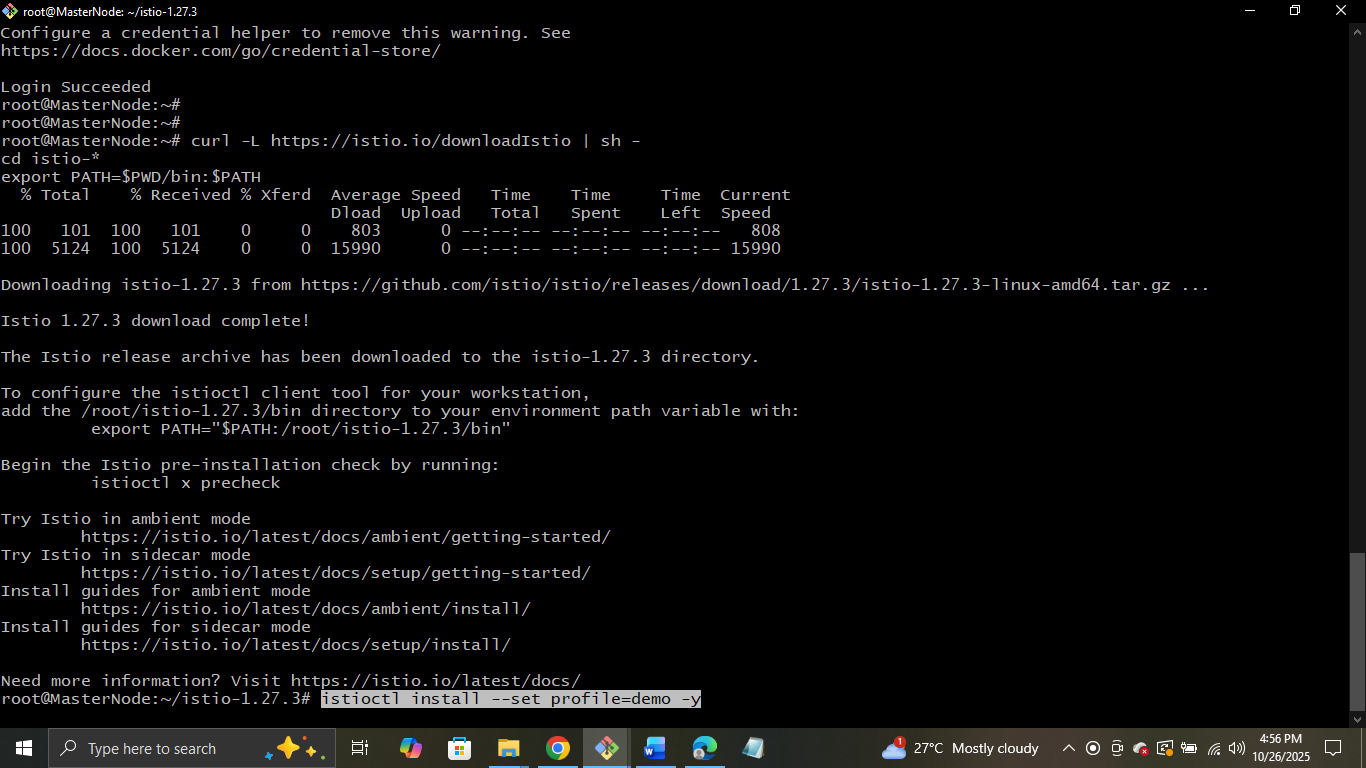 root@MasterNode: ~/istio-1.27.3
Configure a credential helper to remove this warning. See
https://docs.docker.com/go/credential-store/
Login Succeeded
root@MasterNode:~#
root@MasterNode:~#
root@MasterNode:~# curl -L https://istio.io/downloadIstio | sh -
cd istio-*
export PATH=$PWD/bin:$PATH
  % Total    % Received % Xferd  Average Speed   Time    Time     Time  Current
                                 Dload  Upload   Total   Spent    Left  Speed
100   101  100   101    0     0    803      0 --:--:-- --:--:-- --:--:--   808
100  5124  100  5124    0     0  15990      0 --:--:-- --:--:-- --:--:-- 15990
Downloading istio-1.27.3 from https://github.com/istio/istio/releases/download/1.27.3/istio-1.27.3-linux-amd64.tar.gz ...
Istio 1.27.3 download complete!
The Istio release archive has been downloaded to the istio-1.27.3 directory.
To configure the istioctl client tool for your workstation,
add the /root/istio-1.27.3/bin directory to your environment path variable with:
         export PATH="$PATH:/root/istio-1.27.3/bin"
Begin the Istio pre-installation check by running:
         istioctl x precheck
Try Istio in ambient mode
        https://istio.io/latest/docs/ambient/getting-started/
Try Istio in sidecar mode
        https://istio.io/latest/docs/setup/getting-started/
Install guides for ambient mode
        https://istio.io/latest/docs/ambient/install/
Install guides for sidecar mode
        https://istio.io/latest/docs/setup/install/
Need more information? Visit https://istio.io/latest/docs/
root@MasterNode:~/istio-1.27.3# istioctl install --set profile=demo -y
Type here to search
1
27°C Mostly cloudy
4:56 PM
10/26/2025